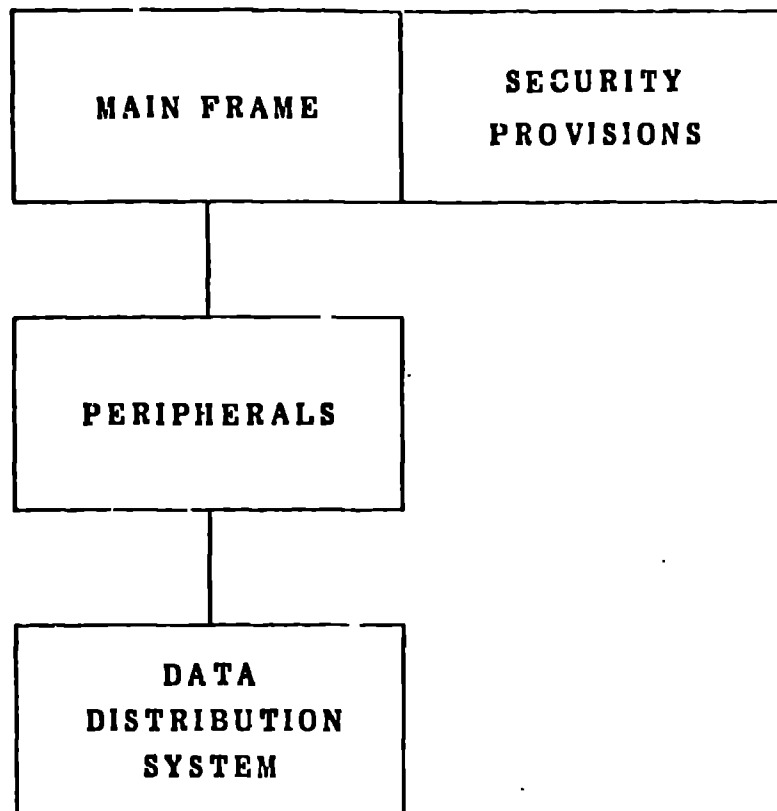 MAIN FRAME
SECURITY
PROVISIONS
PERIPHERALS
DATA
DISTRIBUTION
SYSTEM